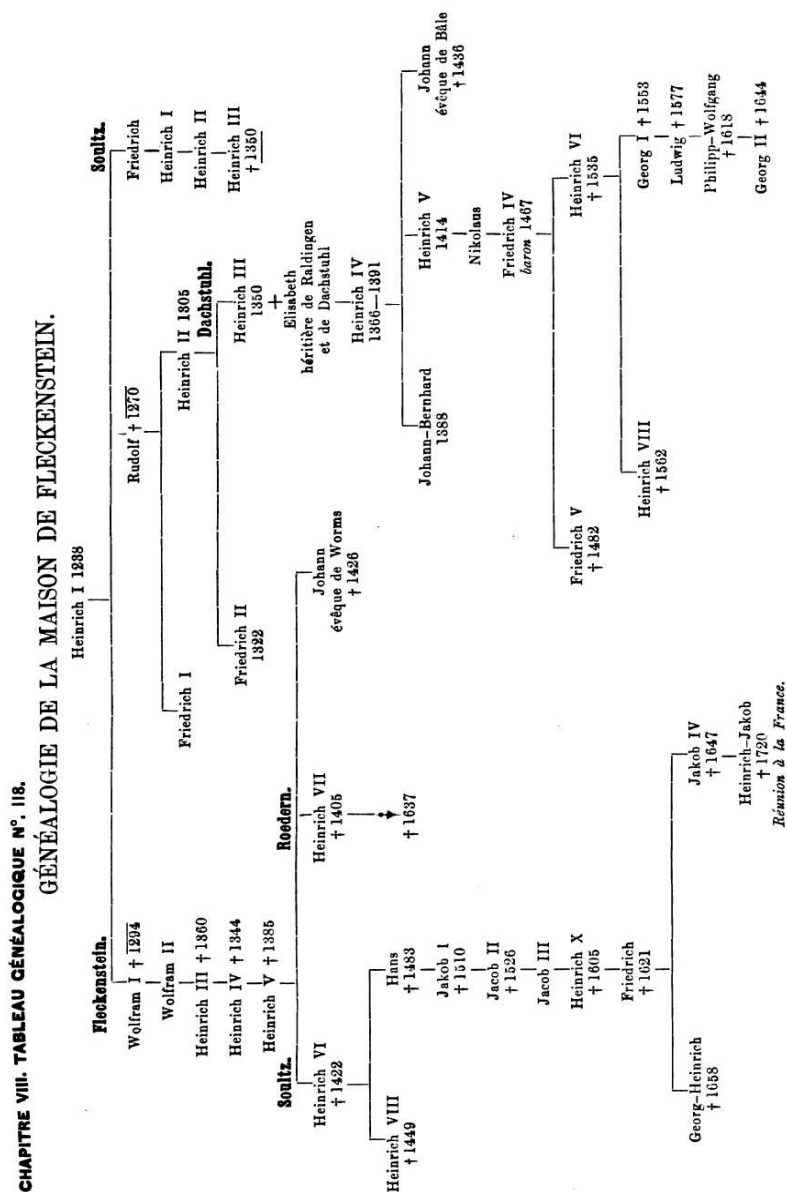 CHAPITRE VIII. TABLEAU GÉNÉALOGIQUE N°. 118.
GÉNÉALOGIE DE LA MAISON DE FLECKENSTEIN.
Heinrich I 1238
Fleckenstein.
Wolfram I † 1294
Wolfram II
Heinrich III † 1360
Heinrich IV † 1344
Heinrich V † 1385
Soultz.
Heinrich VI
† 1422
Heinrich VIII
† 1449
Hans
† 1483
Jakob I
† 1510
Jacob II
† 1526
Jacob III
Heinrich X
† 1605
Friedrich
† 1621
Georg-Heinrich
† 1658
Jakob IV
† 1647
Heinrich-Jakob
† 1720
Réunion à la France.
Roedern.
Heinrich VII
† 1405
† 1637
Johann
évêque de Worms
† 1426
Rudolf † 1270
Friedrich I
Heinrich II 1305
Friedrich II
1322
Dachstuhl.
Heinrich III
1350
+
Elisabeth
héritière de Raldingen
et de Dachstuhl
Heinrich IV
1366—1391
Johann-Bernhard
1388
Heinrich V
1414
Nikolaus
Friedrich IV
baron 1467
Friedrich V
† 1482
Heinrich VI
† 1535
Heinrich VIII
† 1562
Georg I † 1553
Ludwig † 1577
Philipp-Wolfgang
† 1618
Georg II † 1644
Johann
évêque de Bâle
† 1436
Soultz.
Friedrich
Heinrich I
Heinrich II
Heinrich III
† 1350